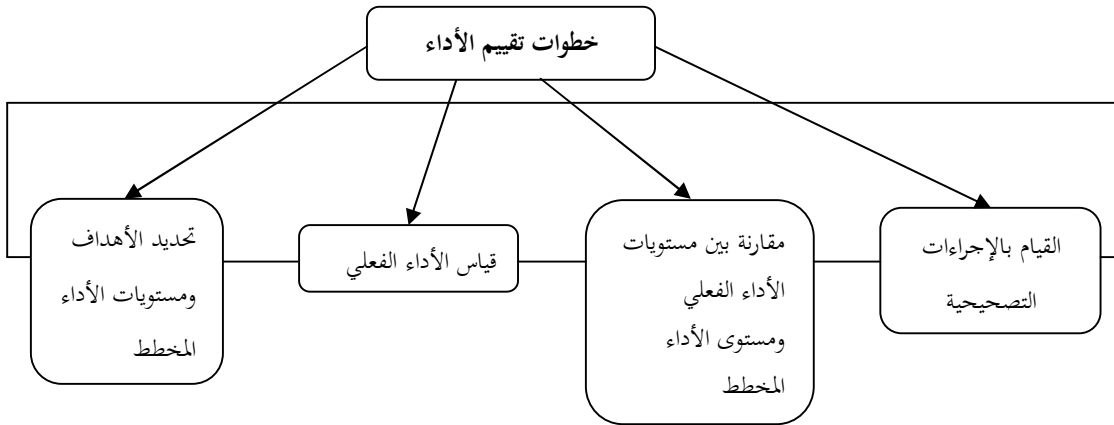 خطوات تقييم الأداء
تحديد الأهداف
ومستويات الأداء
المخطط
قياس الأداء الفعلي
مقارنة بين مستويات
الأداء الفعلي
ومستوى الأداء
المخطط
القيام بالإجراءات
التصحيحية